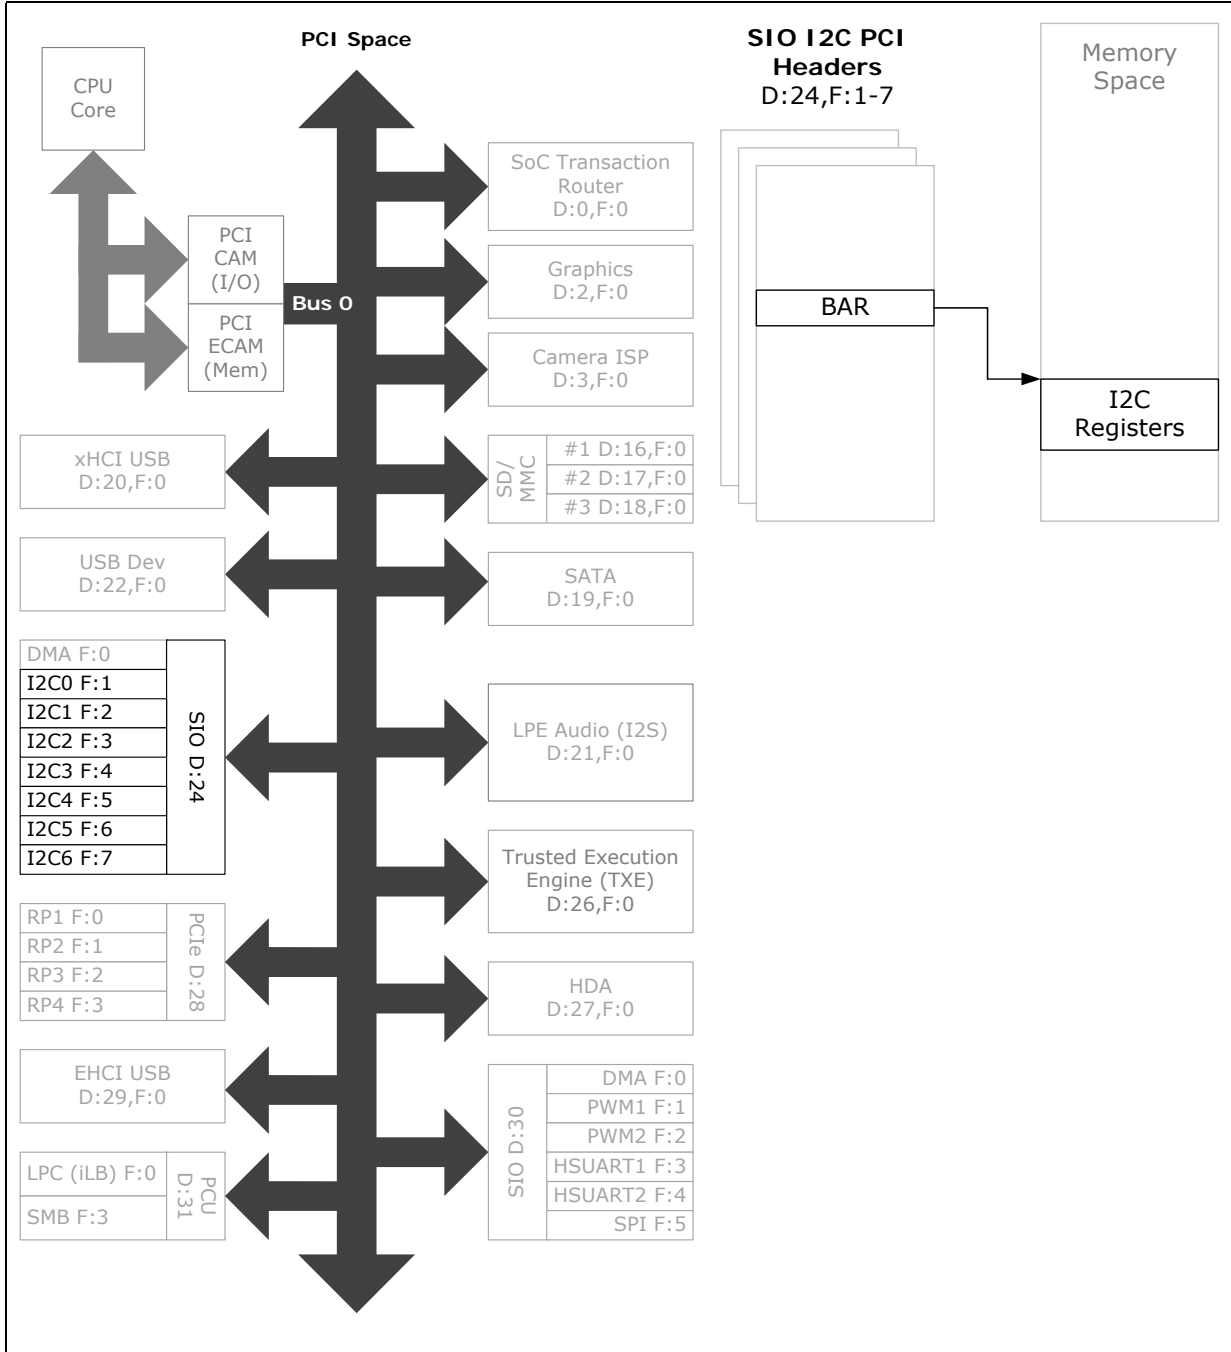 PCI Space
CPU
Core
PCI
CAM
(I/O)
PCI
ECAM
(Mem)
Bus 0
SoC Transaction
Router
D:0,F:0
Graphics
D:2,F:0
Camera ISP
D:3,F:0
xHCI USB
D:20,F:0
SD/
MMC
#1 D:16,F:0
#2 D:17,F:0
#3 D:18,F:0
USB Dev
D:22,F:0
SATA
D:19,F:0
DMA F:0
I2C0 F:1
I2C1 F:2
I2C2 F:3
I2C3 F:4
I2C4 F:5
I2C5 F:6
I2C6 F:7
SIO D:24
LPE Audio (I2S)
D:21,F:0
Trusted Execution
Engine (TXE)
D:26,F:0
RP1 F:0
RP2 F:1
RP3 F:2
RP4 F:3
PCIe D:28
HDA
D:27,F:0
EHCI USB
D:29,F:0
SIO D:30
DMA F:0
PWM1 F:1
PWM2 F:2
HSUART1 F:3
HSUART2 F:4
SPI F:5
LPC (iLB) F:0
SMB F:3
PCU
D:31
SIO I2C PCI
Headers
D:24,F:1-7
BAR
Memory
Space
I2C
Registers